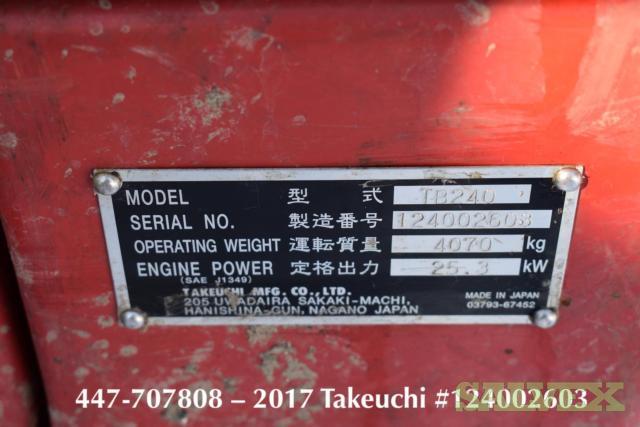 MODEL 型式 TB240
SERIAL NO. 製造番号 124002603
OPERATING WEIGHT 運転質量 4070 kg
ENGINE POWER 定格出力 25.3 kW
(SAE J1349)
TAKEUCHI MFG. CO., LTD.
205 UWADAIRA SAKAKI-MACHI,
HANISHINA-GUN, NAGANO JAPAN
MADE IN JAPAN
03793-67452
447-707808 – 2017 Takeuchi #124002603